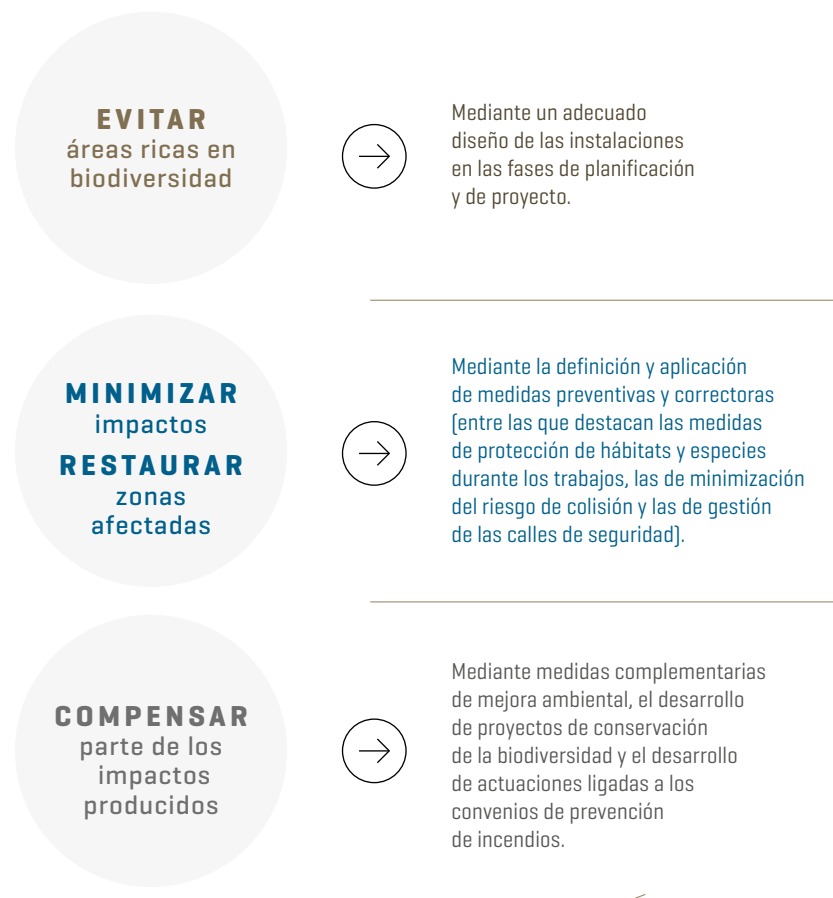 EVITAR
áreas ricas en
biodiversidad
Mediante un adecuado
diseño de las instalaciones
en las fases de planificación
y de proyecto.
MINIMIZAR
impactos
RESTAURAR
zonas
afectadas
Mediante la definición y aplicación
de medidas preventivas y correctoras
(entre las que destacan las medidas
de protección de hábitats y especies
durante los trabajos, las de minimización
del riesgo de colisión y las de gestión
de las calles de seguridad).
COMPENSAR
parte de los
impactos
producidos
Mediante medidas complementarias
de mejora ambiental, el desarrollo
de proyectos de conservación
de la biodiversidad y el desarrollo
de actuaciones ligadas a los
convenios de prevención
de incendios.